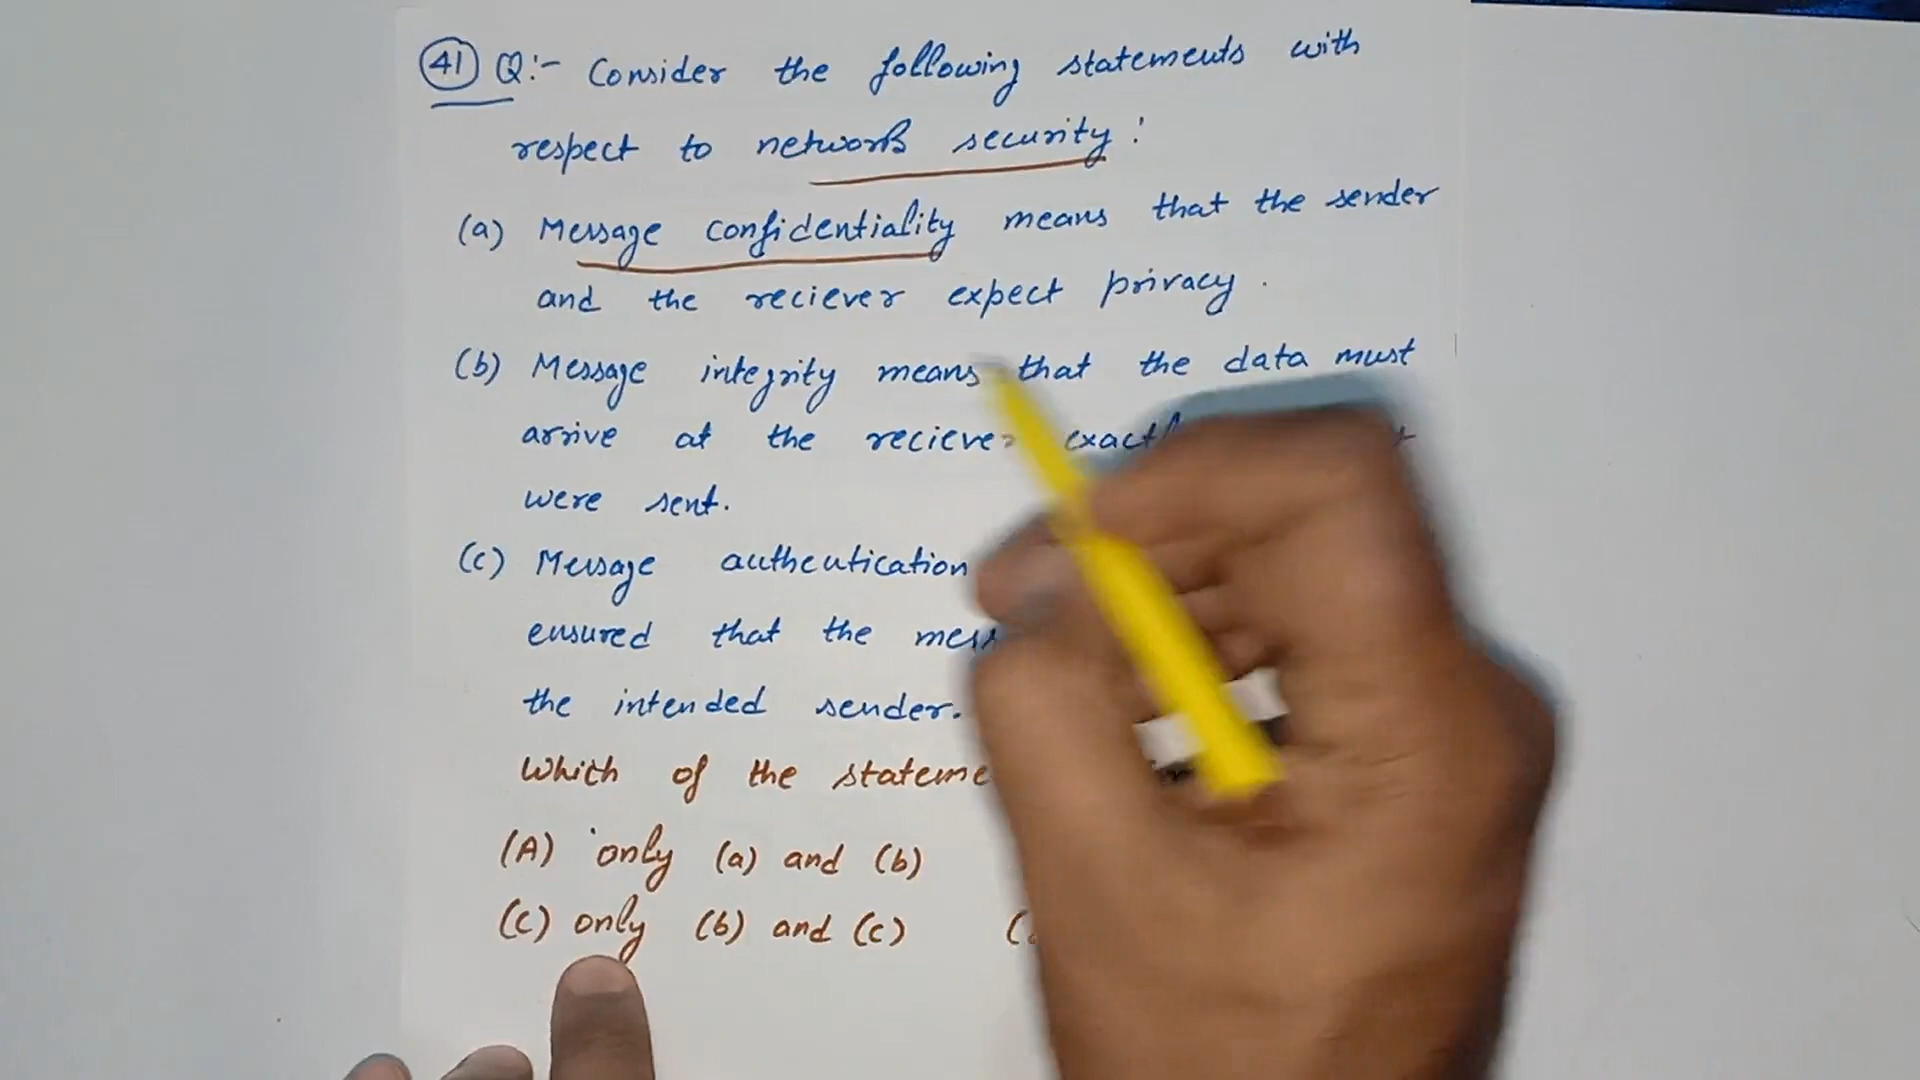 41 Q:- Consider the following statements with
respect to network security:
(a) Message confidentiality means that the sender
and the reciever expect privacy.
(b) Message integrity means that the data must
arrive at the reciever
were sent.
(c) Message authentication
ensured that the
the intended sender.
Which of the
(A) only (a) and (b)
(C) only (b) and (c)